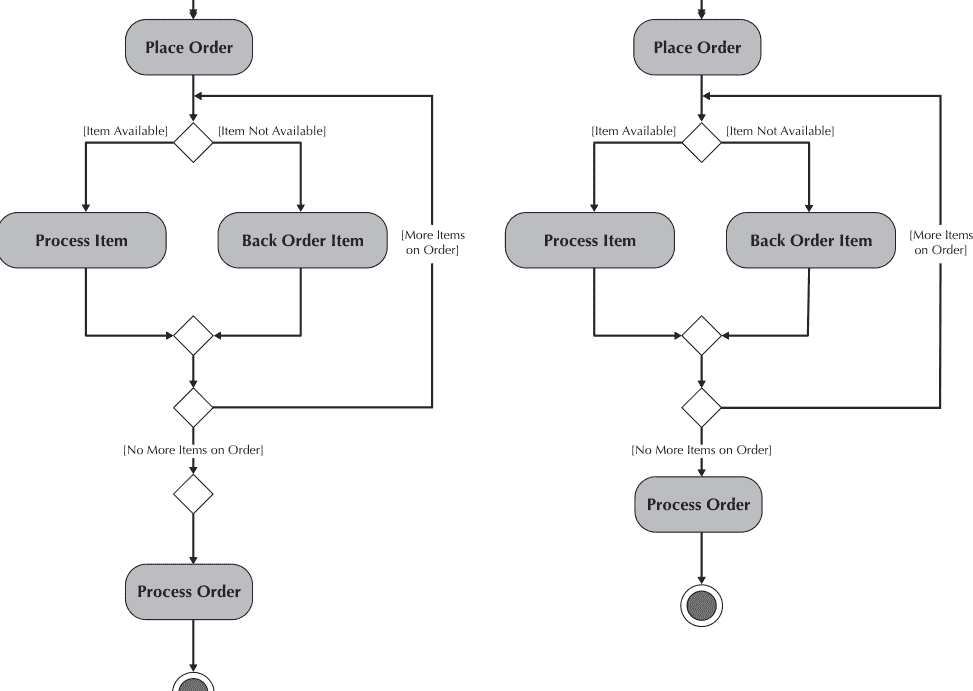 Place Order
[Item Available]
[Item Not Available]
Process Item
Back Order Item
[More Items
on Order]
[No More Items on Order]
Process Order
Place Order
[Item Available]
[Item Not Available]
Process Item
Back Order Item
[More Items
on Order]
[No More Items on Order]
Process Order